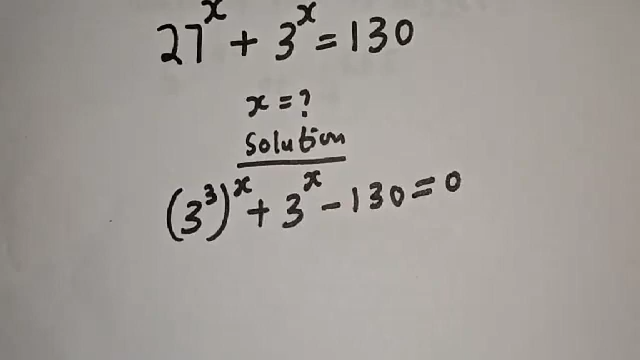 27^x + 3^x = 130
x = ?
Solution
(3^3)^x + 3^x - 130 = 0